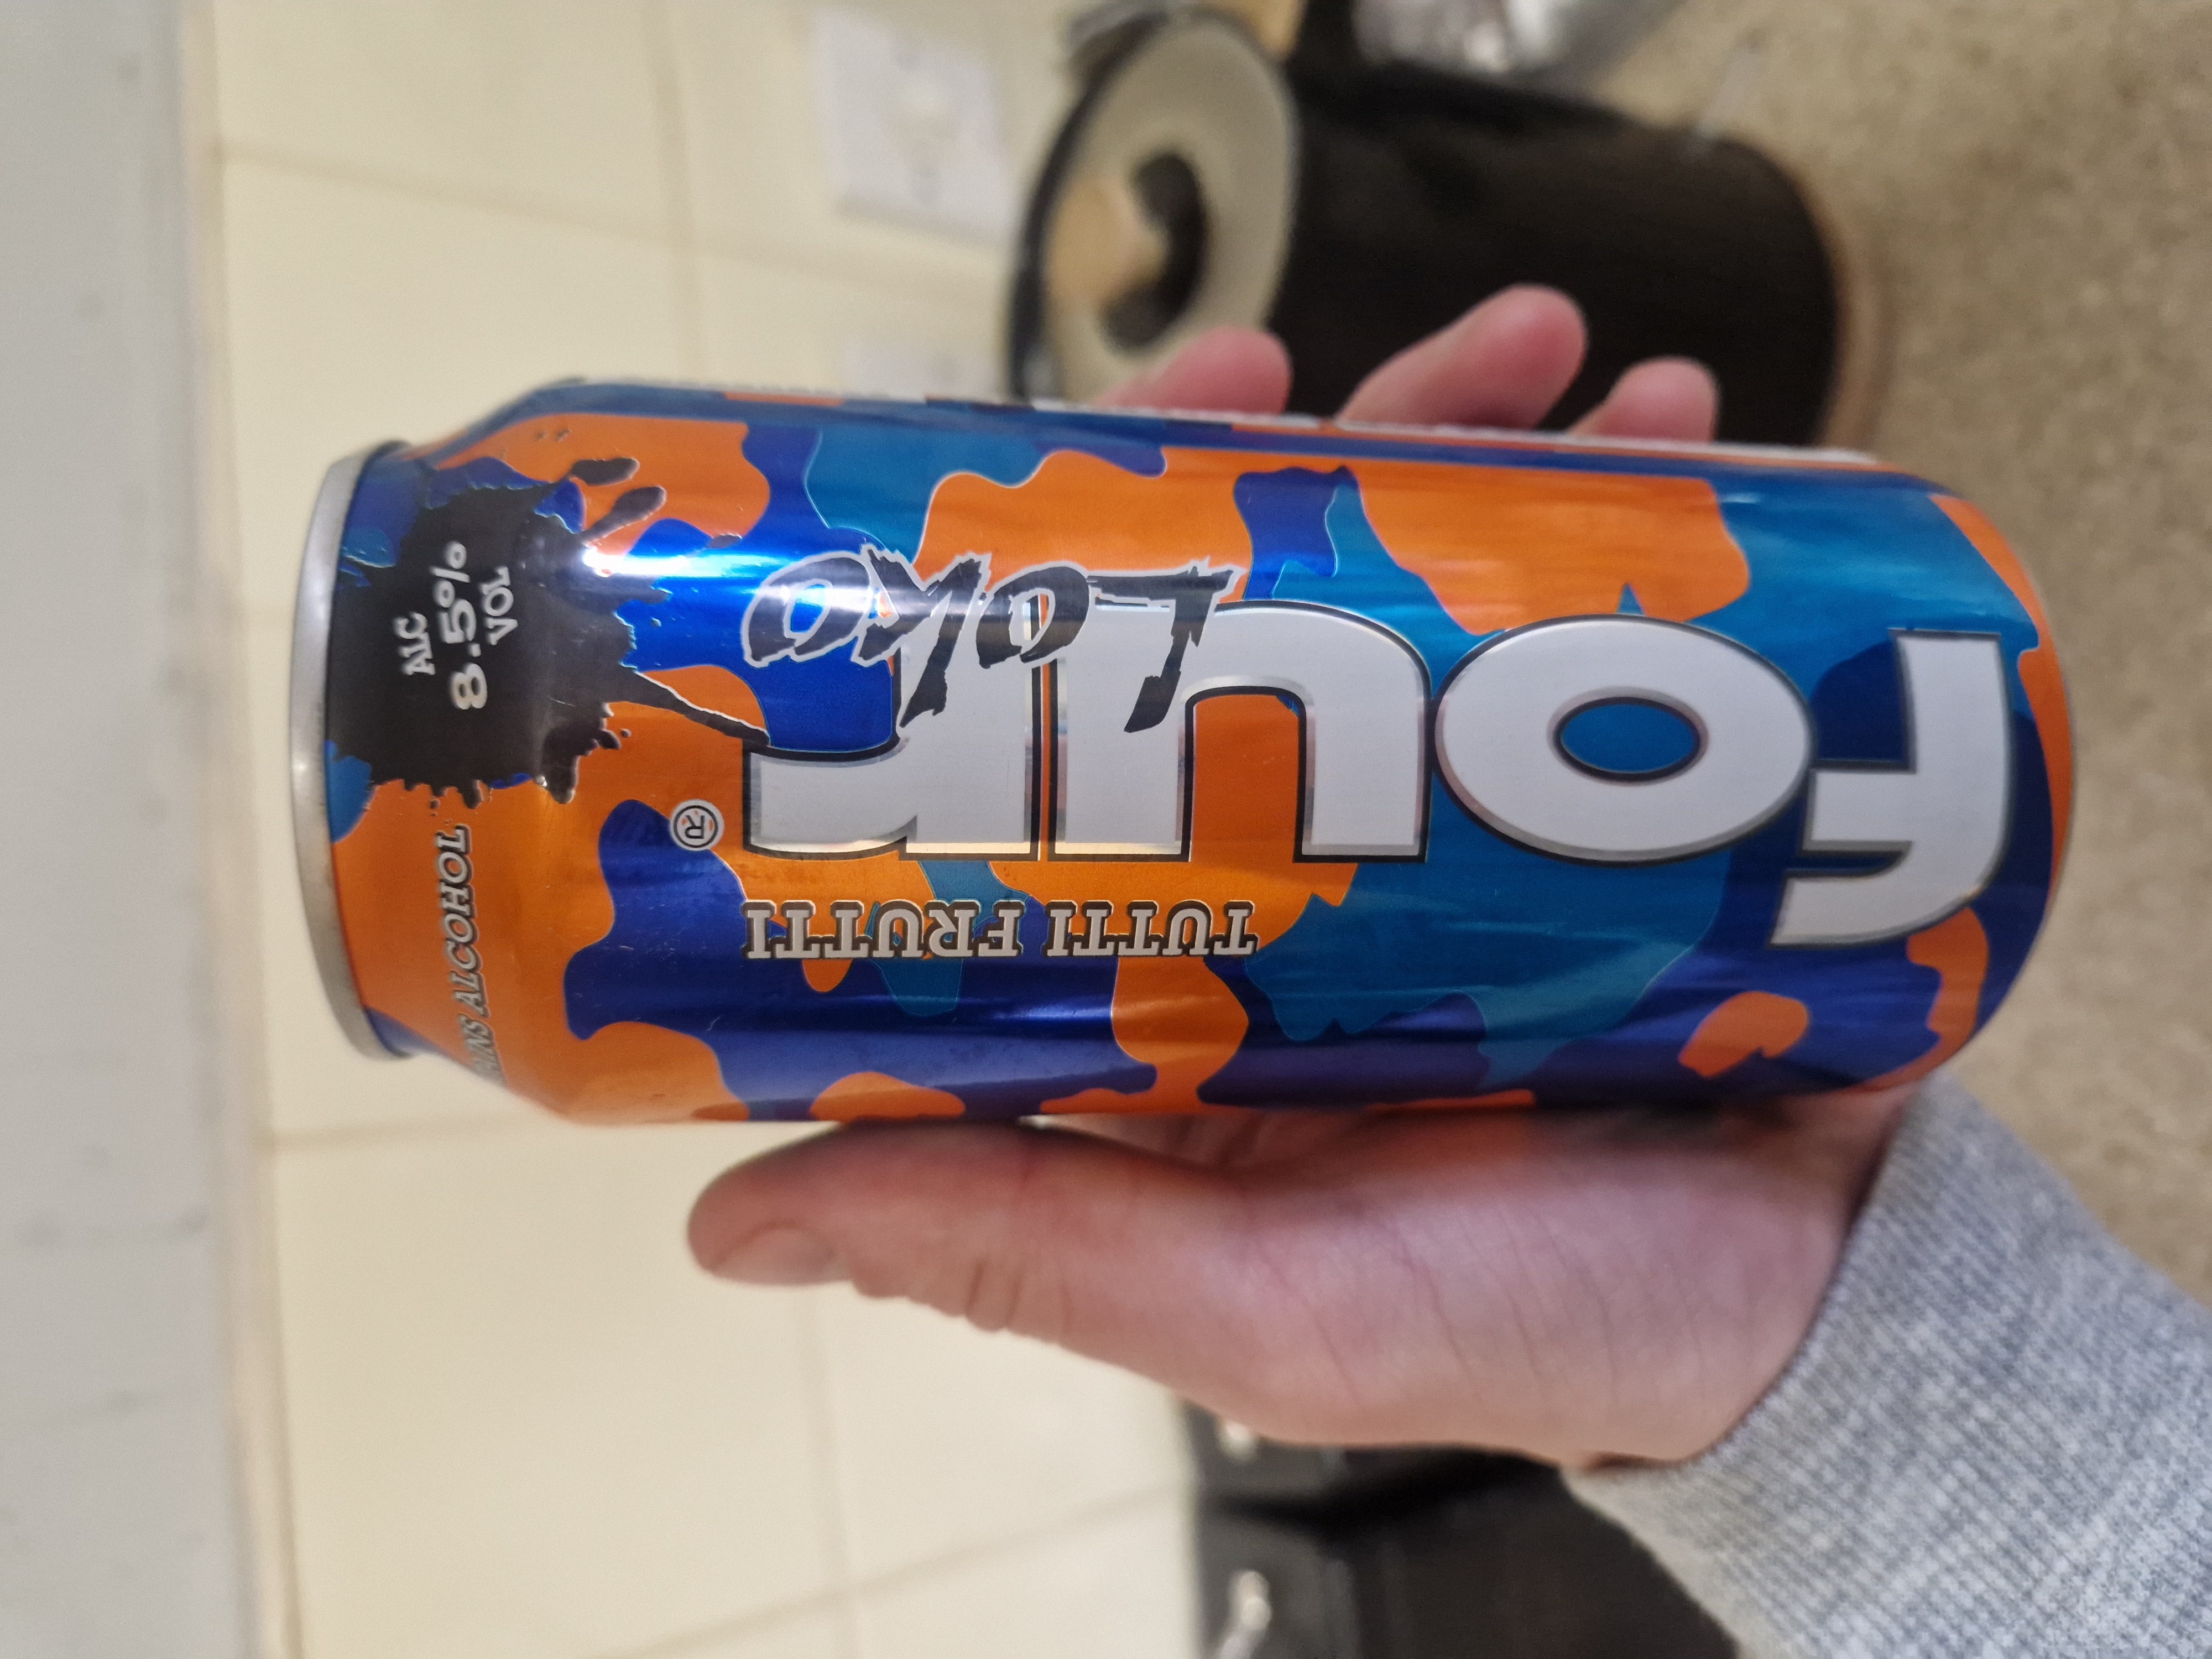 ALC
8.5%
VOL
ALCOHOL
FOUR®
LOKO
TUTTI FRUTTI